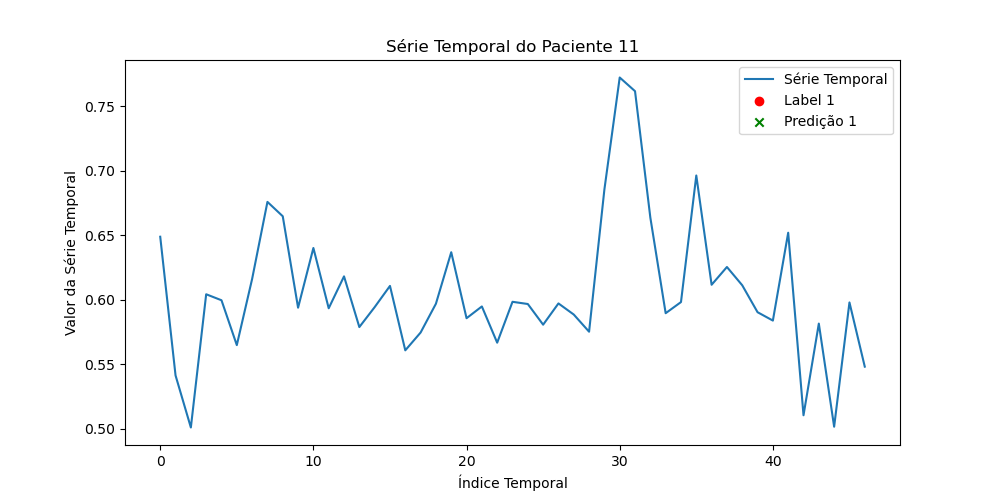 Série Temporal do Paciente 11
Série Temporal
Label 1
Predição 1
Valor da Série Temporal
0.75
0.70
0.65
0.60
0.55
0.50
0 10 20 30 40
Índice Temporal